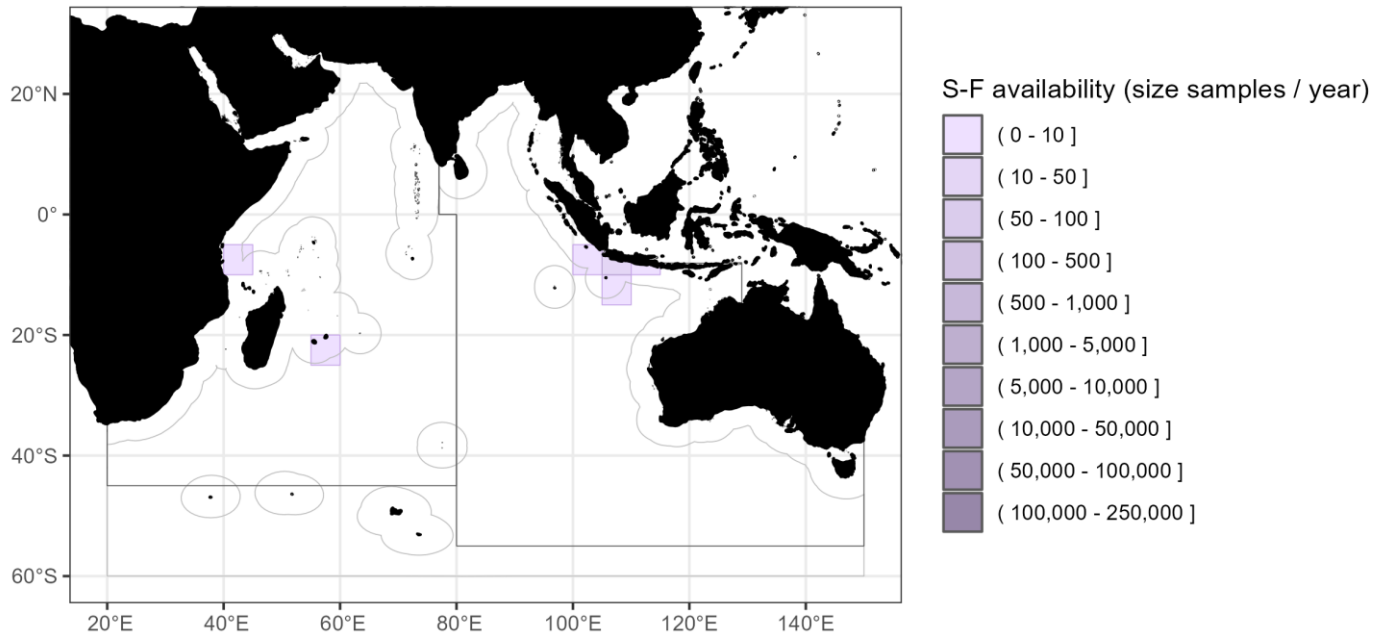 S-F availability (size samples / year)
( 0 - 10 ]
( 10 - 50 ]
( 50 - 100 ]
( 100 - 500 ]
( 500 - 1,000 ]
( 1,000 - 5,000 ]
( 5,000 - 10,000 ]
( 10,000 - 50,000 ]
( 50,000 - 100,000 ]
( 100,000 - 250,000 ]
20°N
0°
20°S
40°S
60°S
20°E 40°E 60°E 80°E 100°E 120°E 140°E